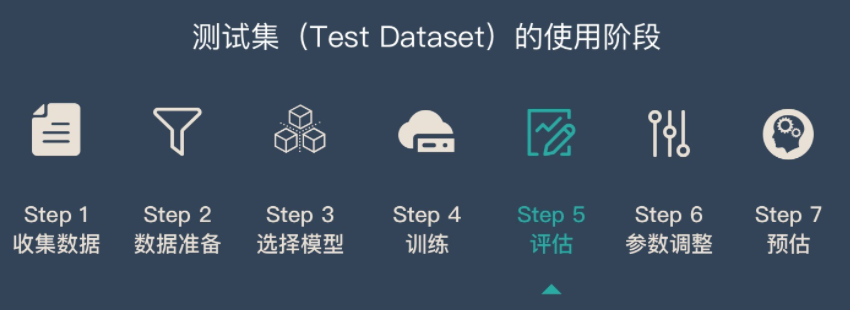 测试集（Test Dataset）的使用阶段
Step 1
收集数据
Step 2
数据准备
Step 3
选择模型
Step 4
训练
Step 5
评估
Step 6
参数调整
Step 7
预估